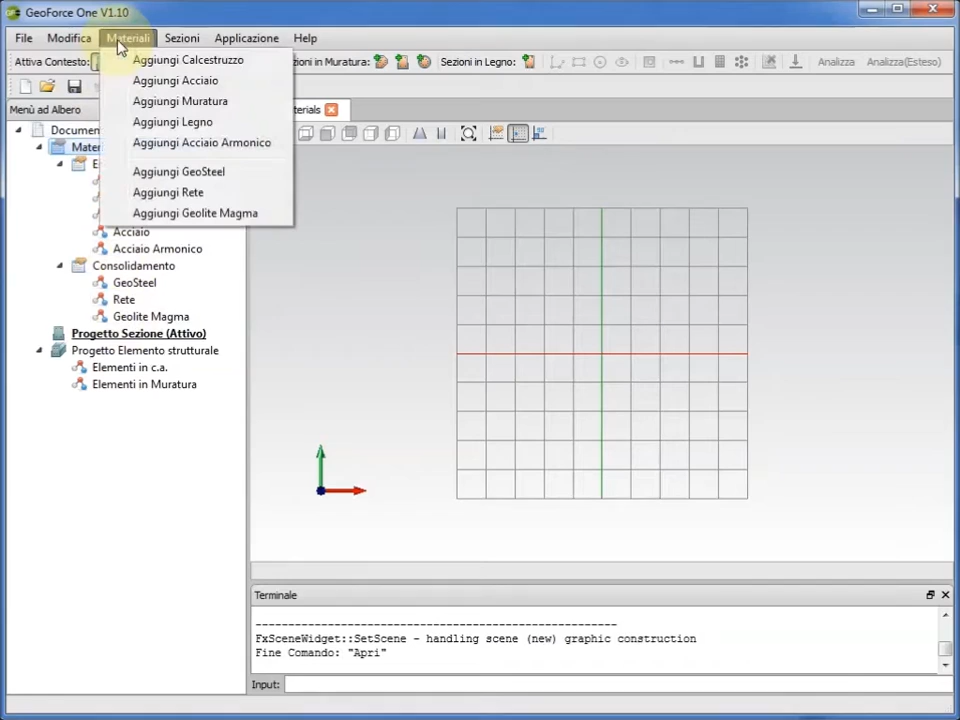 GeoForce One V1.10
File Modifica Materiali Sezioni Applicazione Help
Attiva Contesto: zioni in Muratura: Sezioni in Legno: Analizza Analizza(Esteso)
Aggiungi Calcestruzzo
Aggiungi Acciaio
Aggiungi Muratura
Aggiungi Legno
Aggiungi Acciaio Armonico
Aggiungi GeoSteel
Aggiungi Rete
Aggiungi Geolite Magma
Menù ad Albero
terials
Documen
Mater
E
Acciaio
Acciaio Armonico
Consolidamento
GeoSteel
Rete
Geolite Magma
Progetto Sezione (Attivo)
Progetto Elemento strutturale
Elementi in c.a.
Elementi in Muratura
Terminale
------------------------------------------------------
FxSceneWidget::SetScene - handling scene (new) graphic construction
Fine Comando: "Apri"
Input: